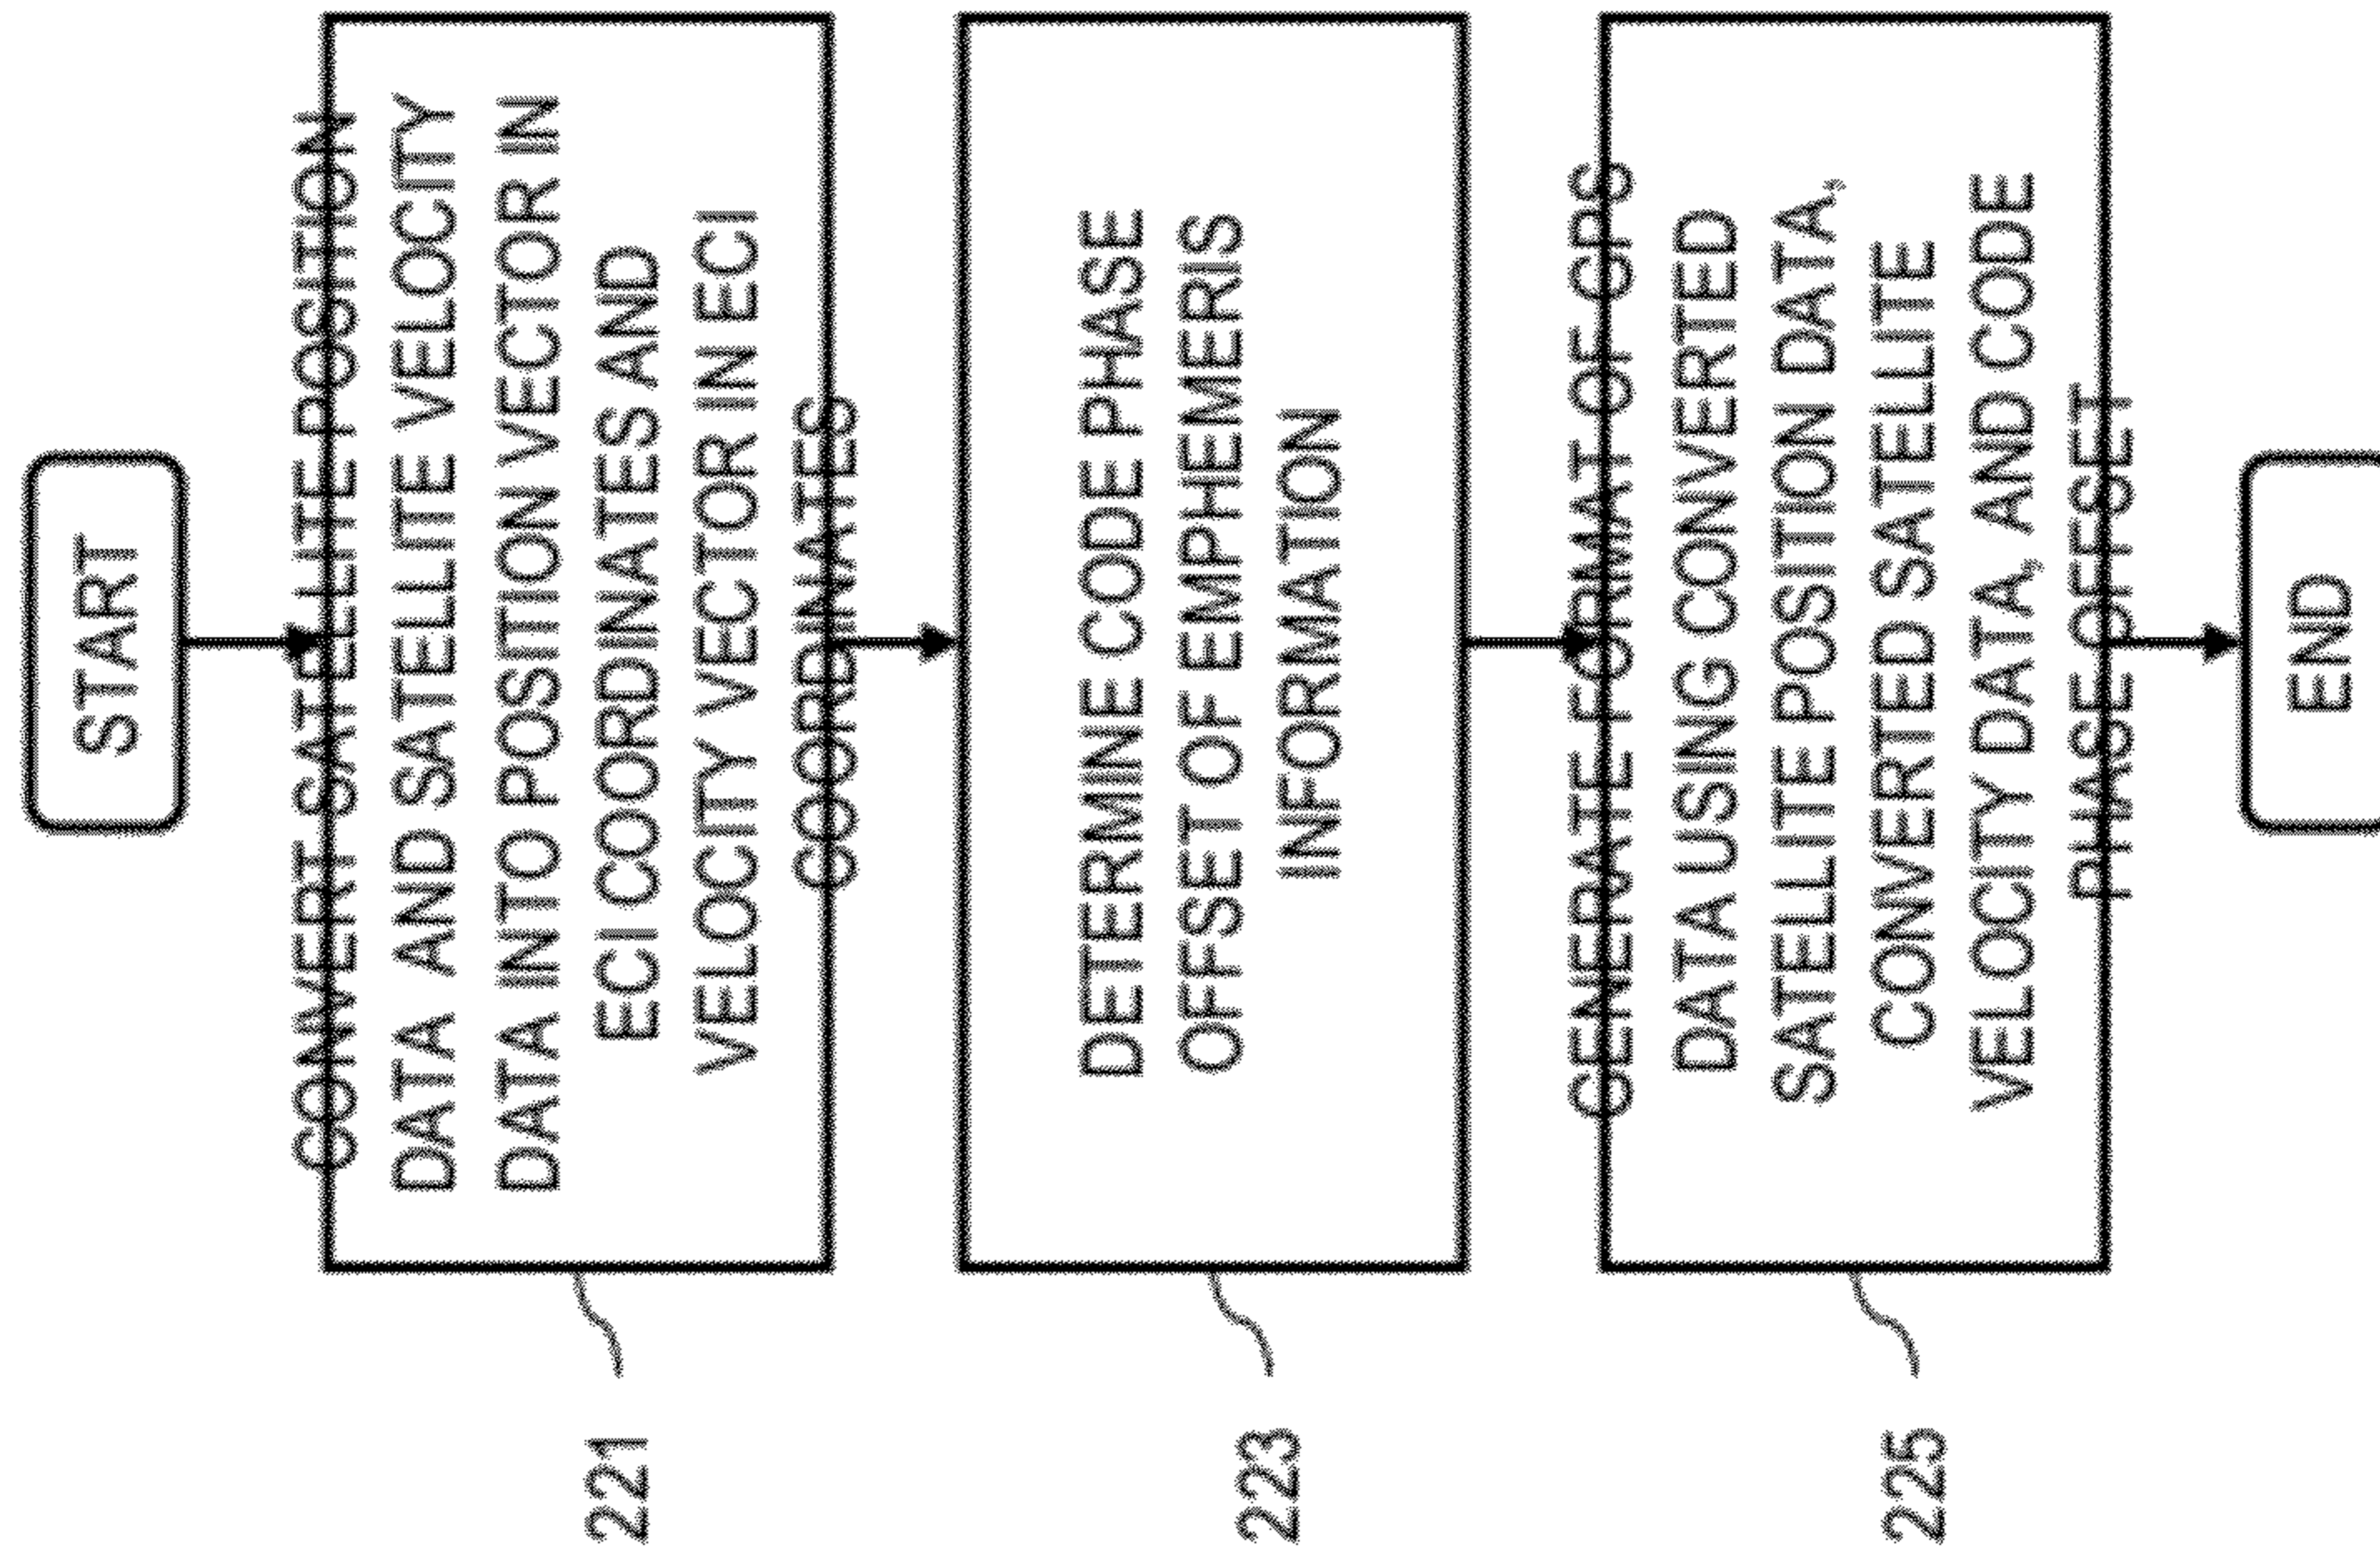 START
CONVERT SATELLITE POSITION
DATA AND SATELLITE VELOCITY
DATA INTO POSITION VECTOR IN
ECI COORDINATES AND
VELOCITY VECTOR IN ECI
COORDINATES
221
DETERMINE CODE PHASE
OFFSET OF EMPHEMERIS
INFORMATION
223
GENERATE FORMAT OF GPS
DATA USING CONVERTED
SATELLITE POSITION DATA,
CONVERTED SATELLITE
VELOCITY DATA, AND CODE
PHASE OFFSET
225
END